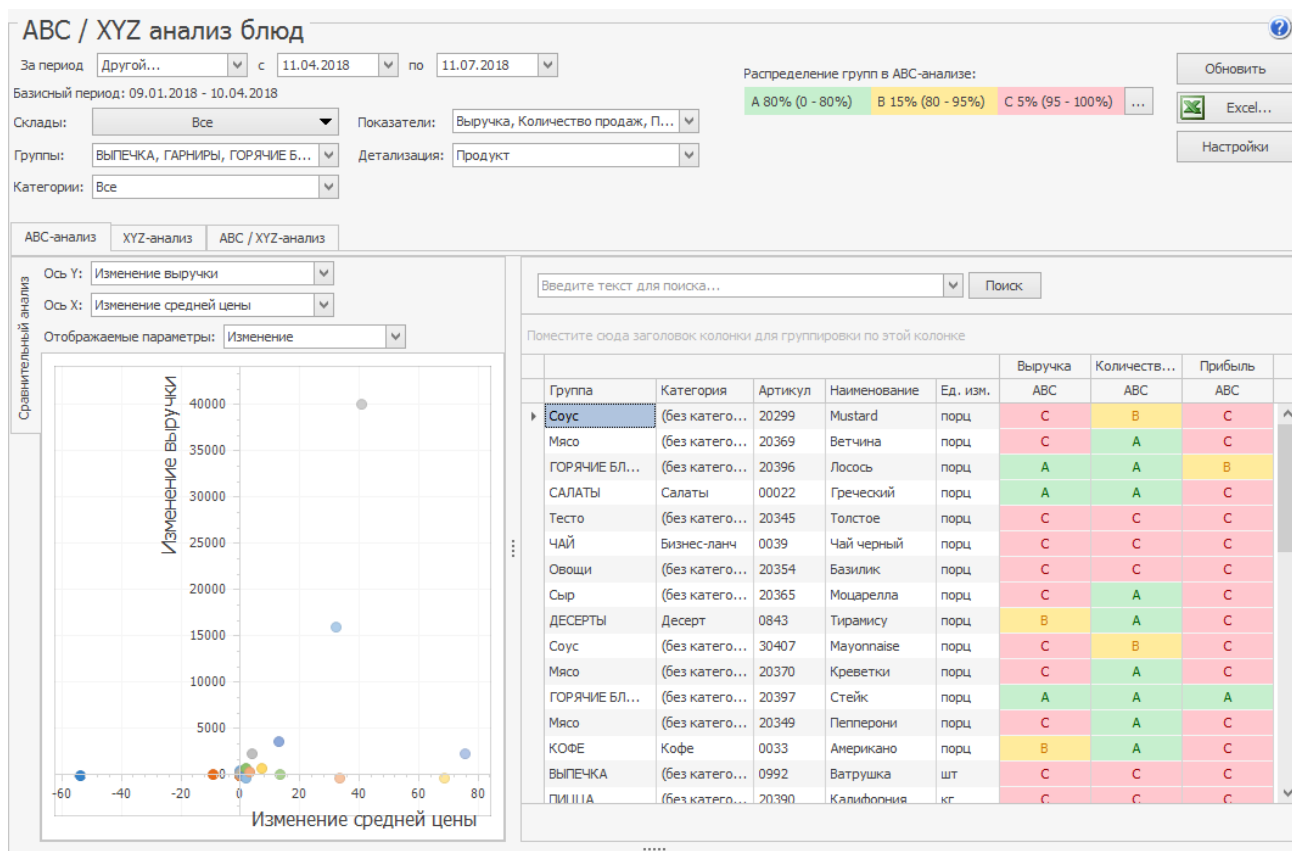 ABC / XYZ анализ блюд
За период Другой... с 11.04.2018 по 11.07.2018
Базисный период: 09.01.2018 - 10.04.2018
Склады: Все Показатели: Выручка, Количество продаж, П...
Группы: ВЫПЕЧКА, ГАРНИРЫ, ГОРЯЧИЕ Б... Детализация: Продукт
Категории: Все
Распределение групп в ABC-анализе:
A 80% (0 - 80%) B 15% (80 - 95%) C 5% (95 - 100%) ...
Обновить
Excel...
Настройки
ABC-анализ XYZ-анализ ABC / XYZ-анализ
Сравнительный анализ
Ось Y: Изменение выручки
Ось X: Изменение средней цены
Отображаемые параметры: Изменение
Изменение выручки
40000
35000
30000
25000
20000
15000
10000
5000
0
-60 -40 -20 0 20 40 60 80
Изменение средней цены
Введите текст для поиска... Поиск
Поместите сюда заголовок колонки для группировки по этой колонке
Выручка Количеств... Прибыль
Группа Категория Артикул Наименование Ед. изм. ABC ABC ABC
Соус (без катего... 20299 Mustard порц C B C
Мясо (без катего... 20369 Ветчина порц C A C
ГОРЯЧИЕ БЛ... (без катего... 20396 Лосось порц A A B
САЛАТЫ Салаты 00022 Греческий порц A A C
Тесто (без катего... 20345 Толстое порц C C C
ЧАЙ Бизнес-ланч 0039 Чай черный порц C C C
Овощи (без катего... 20354 Базилик порц C C C
Сыр (без катего... 20365 Моцарелла порц C A C
ДЕСЕРТЫ Десерт 0843 Тирамису порц B A C
Соус (без катего... 30407 Mayonnaise порц C B C
Мясо (без катего... 20370 Креветки порц C A C
ГОРЯЧИЕ БЛ... (без катего... 20397 Стейк порц A A A
Мясо (без катего... 20349 Пепперони порц C A C
КОФЕ Кофе 0033 Американо порц B A C
ВЫПЕЧКА (без катего... 0992 Ватрушка шт C C C
ПИЦЦА (без катего... 20390 Калифорния кг C C C